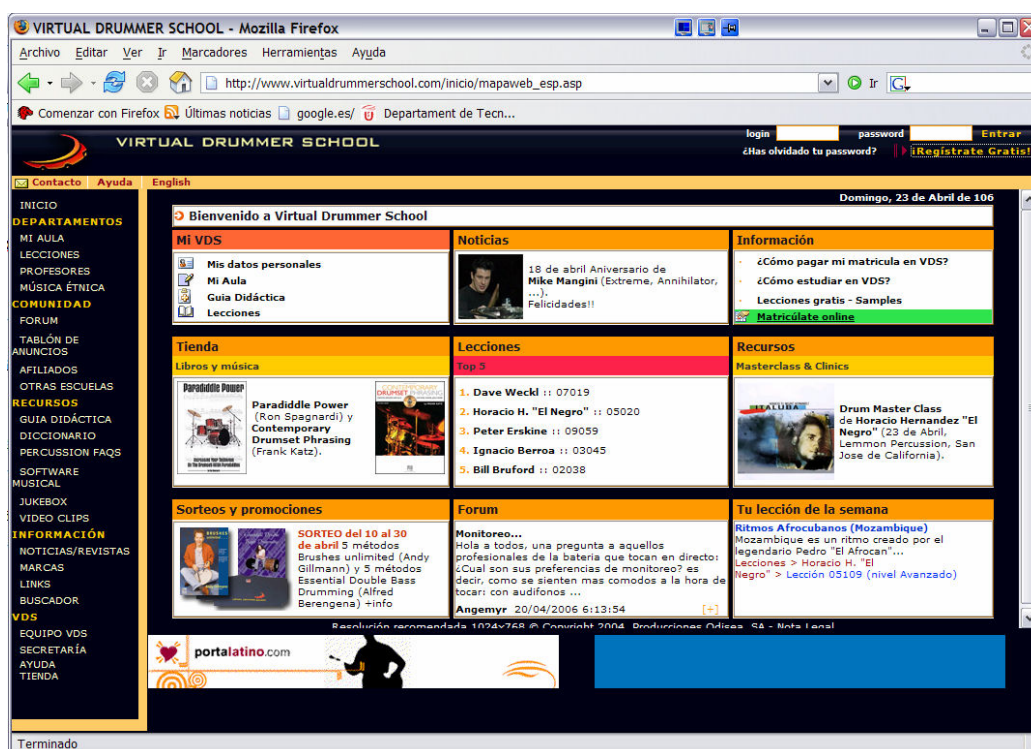 VIRTUAL DRUMMER SCHOOL - Mozilla Firefox
Archivo Editar Ver Ir Marcadores Herramientas Ayuda
http://www.virtualdrummerschool.com/inicio/mapaweb_esp.asp
Ir
G
Comenzar con Firefox Últimas noticias google.es/ Departament de Tecn...
VIRTUAL DRUMMER SCHOOL
login password Entrar
¿Has olvidado tu password? ¡Regístrate Gratis!
Contacto Ayuda English
Domingo, 23 de Abril de 106
INICIO
DEPARTAMENTOS
MI AULA
LECCIONES
PROFESORES
MÚSICA ÉTNICA
COMUNIDAD
FORUM
TABLÓN DE
ANUNCIOS
AFILIADOS
OTRAS ESCUELAS
RECURSOS
GUIA DIDÁCTICA
DICCIONARIO
PERCUSSION FAQS
SOFTWARE
MUSICAL
JUKEBOX
VIDEO CLIPS
INFORMACIÓN
NOTICIAS/REVISTAS
MARCAS
LINKS
BUSCADOR
VDS
EQUIPO VDS
SECRETARÍA
AYUDA
TIENDA
Bienvenido a Virtual Drummer School
Mi VDS
Mis datos personales
Mi Aula
Guia Didáctica
Lecciones
Noticias
18 de abril Aniversario de
Mike Mangini (Extreme, Annihilator,
...).
Felicidades!!
Información
¿Cómo pagar mi matricula en VDS?
¿Cómo estudiar en VDS?
Lecciones gratis - Samples
Matricúlate online
Tienda
Libros y música
Paradiddle Power
Paradiddle Power
(Ron Spagnardi) y
Contemporary
Drumset Phrasing
(Frank Katz).
CONTEMPORARY
DRUMSET PHRASING
Lecciones
Top 5
1. Dave Weckl :: 07019
2. Horacio H. "El Negro" :: 05020
3. Peter Erskine :: 09059
4. Ignacio Berroa :: 03045
5. Bill Bruford :: 02038
Recursos
Masterclass & Clinics
ITALUBA
Drum Master Class
de Horacio Hernandez "El
Negro" (23 de Abril,
Lemmon Percussion, San
Jose de California).
Sorteos y promociones
BRUSHES
SORTEO del 10 al 30
de abril 5 métodos
Brushes unlimited (Andy
Gillmann) y 5 métodos
Essential Double Bass
Drumming (Alfred
Berengena) +info
Forum
Monitoreo...
Hola a todos, una pregunta a aquellos
profesionales de la bateria que tocan en directo:
¿Cual son sus preferencias de monitoreo? es
decir, como se sienten mas comodos a la hora de
tocar: con audifonos ...
Angemyr 20/04/2006 6:13:54 [+]
Tu lección de la semana
Ritmos Afrocubanos (Mozambique)
Mozambique es un ritmo creado por el
legendario Pedro "El Afrocan"...
Lecciones > Horacio H. "El
Negro" > Lección 05109 (nivel Avanzado)
Resolución recomendada 1024x768 © Copyright 2004. Producciones Odisea, SA - Nota Legal
portalatino.com
Terminado